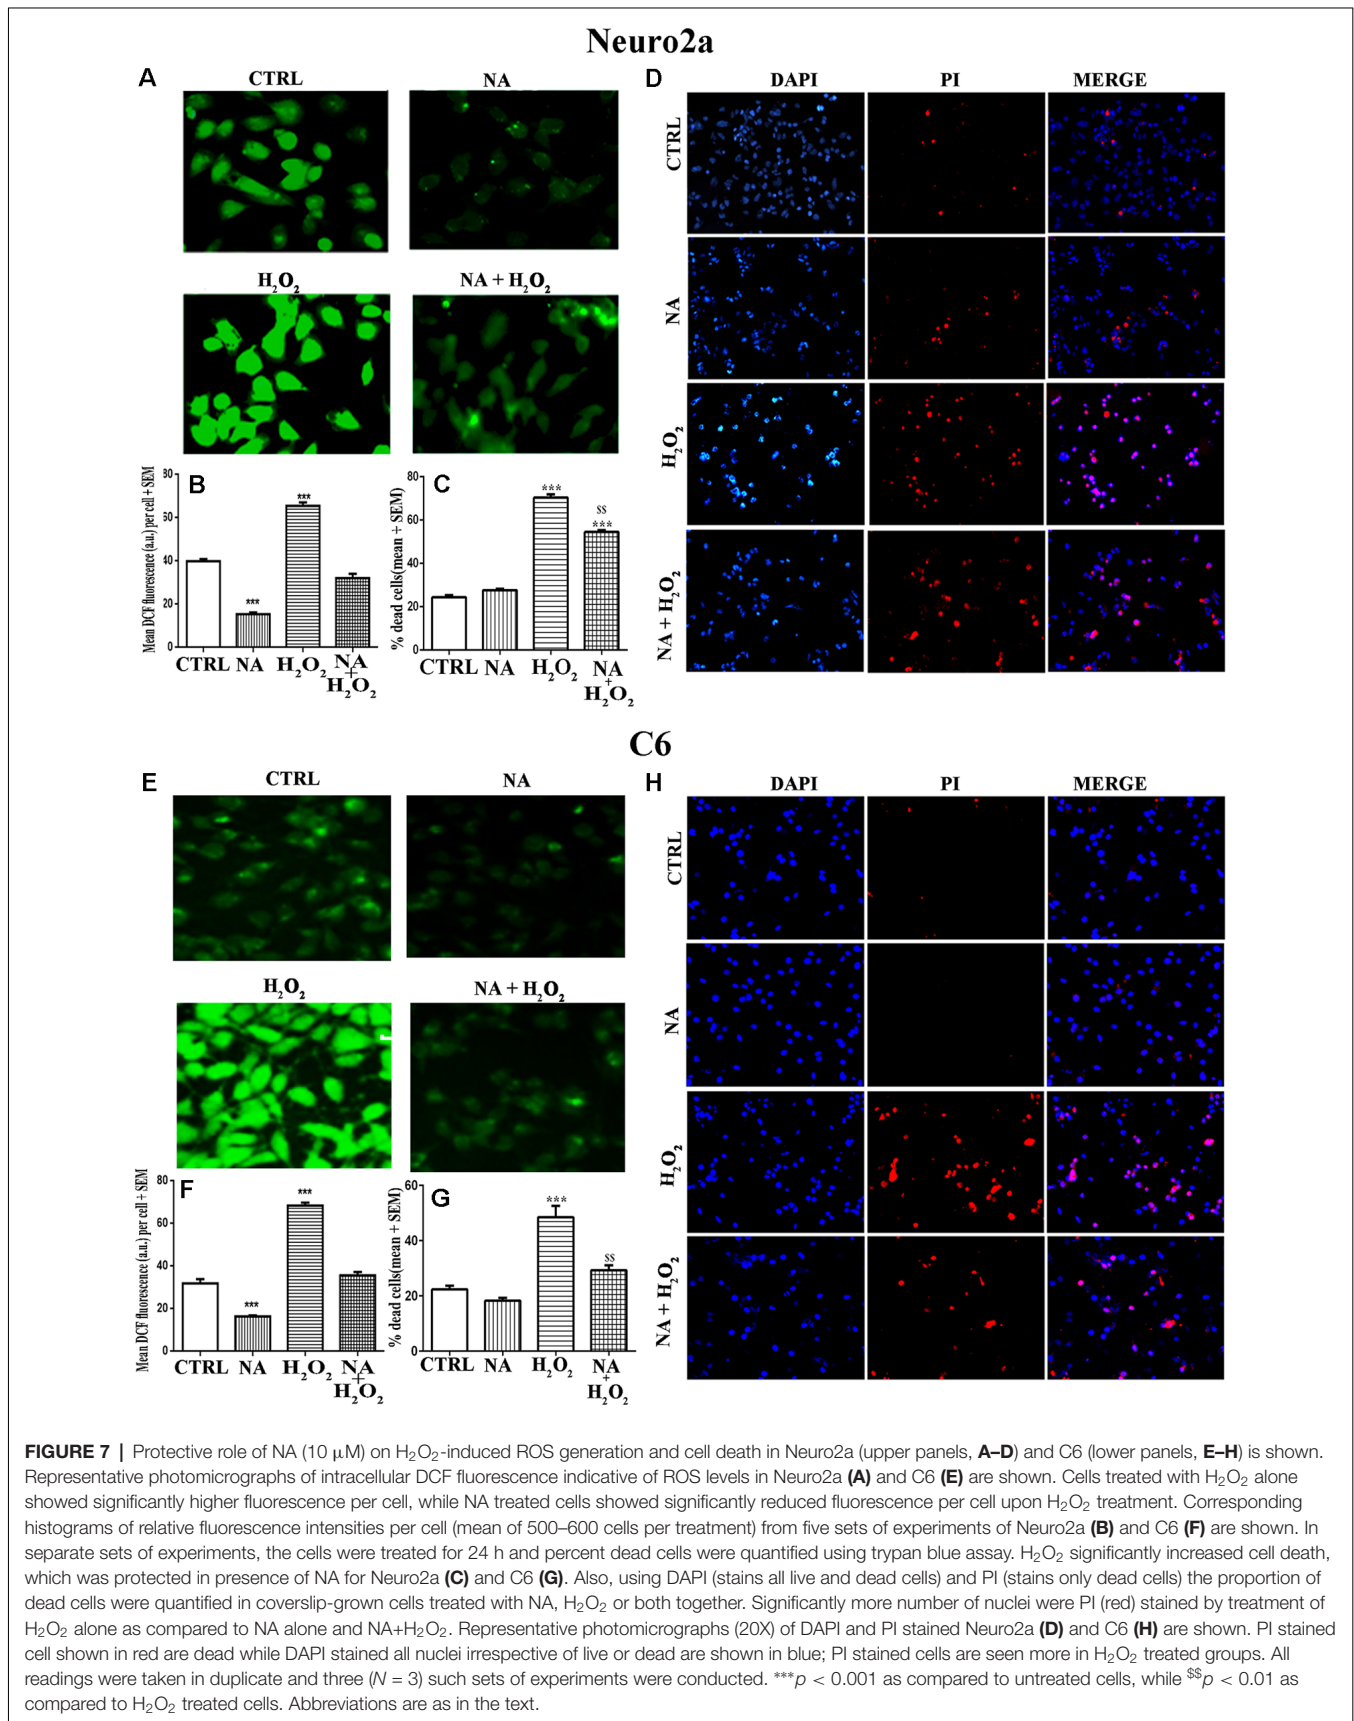 Neuro2a
A
CTRL
NA
H₂O₂
NA + H₂O₂
B
Mean DCF fluorescence (a.u.) per cell + SEM
80
60
40
20
0
***
***
CTRL NA H₂O₂ NA + H₂O₂
C
% dead cells(mean + SEM)
80
60
40
20
0
***
$$
***
CTRL NA H₂O₂ NA + H₂O₂
D
DAPI PI MERGE
CTRL
NA
H₂O₂
NA + H₂O₂
C6
E
CTRL
NA
H₂O₂
NA + H₂O₂
F
Mean DCF fluorescence (a.u.) per cell + SEM
80
60
40
20
0
***
***
CTRL NA H₂O₂ NA + H₂O₂
G
% dead cells(mean + SEM)
60
40
20
0
***
$$
CTRL NA H₂O₂ NA + H₂O₂
H
DAPI PI MERGE
CTRL
NA
H₂O₂
NA + H₂O₂
FIGURE 7 | Protective role of NA (10 μM) on H₂O₂-induced ROS generation and cell death in Neuro2a (upper panels, A–D) and C6 (lower panels, E–H) is shown.
Representative photomicrographs of intracellular DCF fluorescence indicative of ROS levels in Neuro2a (A) and C6 (E) are shown. Cells treated with H₂O₂ alone
showed significantly higher fluorescence per cell, while NA treated cells showed significantly reduced fluorescence per cell upon H₂O₂ treatment. Corresponding
histograms of relative fluorescence intensities per cell (mean of 500–600 cells per treatment) from five sets of experiments of Neuro2a (B) and C6 (F) are shown. In
separate sets of experiments, the cells were treated for 24 h and percent dead cells were quantified using trypan blue assay. H₂O₂ significantly increased cell death,
which was protected in presence of NA for Neuro2a (C) and C6 (G). Also, using DAPI (stains all live and dead cells) and PI (stains only dead cells) the proportion of
dead cells were quantified in coverslip-grown cells treated with NA, H₂O₂ or both together. Significantly more number of nuclei were PI (red) stained by treatment of
H₂O₂ alone as compared to NA alone and NA+H₂O₂. Representative photomicrographs (20X) of DAPI and PI stained Neuro2a (D) and C6 (H) are shown. PI stained
cell shown in red are dead while DAPI stained all nuclei irrespective of live or dead are shown in blue; PI stained cells are seen more in H₂O₂ treated groups. All
readings were taken in duplicate and three (N = 3) such sets of experiments were conducted. ***p < 0.001 as compared to untreated cells, while $$p < 0.01 as
compared to H₂O₂ treated cells. Abbreviations are as in the text.